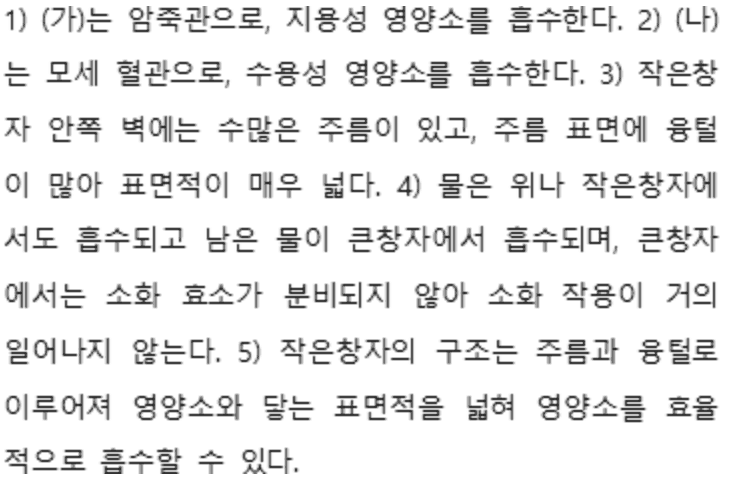 1) (가)는 암죽관으로, 지용성 영양소를 흡수한다. 2) (나)
는 모세 혈관으로, 수용성 영양소를 흡수한다. 3) 작은창
자 안쪽 벽에는 수많은 주름이 있고, 주름 표면에 융털
이 많아 표면적이 매우 넓다. 4) 물은 위나 작은창자에
서도 흡수되고 남은 물이 큰창자에서 흡수되며, 큰창자
에서는 소화 효소가 분비되지 않아 소화 작용이 거의
일어나지 않는다. 5) 작은창자의 구조는 주름과 융털로
이루어져 영양소와 닿는 표면적을 넓혀 영양소를 효율
적으로 흡수할 수 있다.